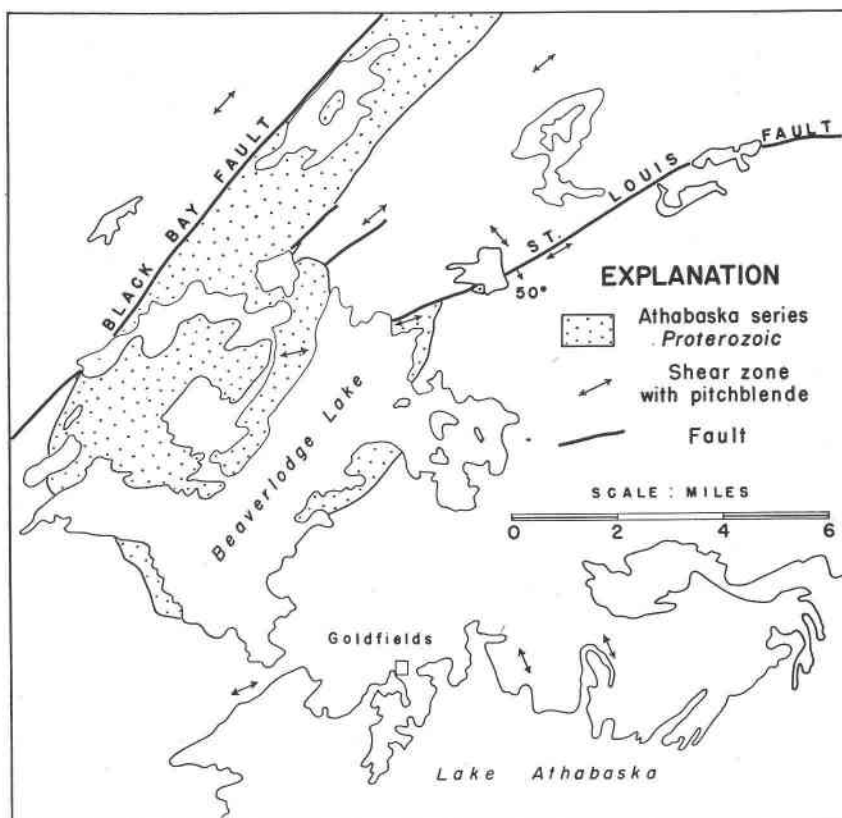 BLACK BAY FAULT
ST. LOUIS FAULT
50°
EXPLANATION
Athabaska series
Proterozoic
Shear zone
with pitchblende
Fault
SCALE : MILES
0 2 4 6
Beaverlodge Lake
Goldfields
Lake Athabaska